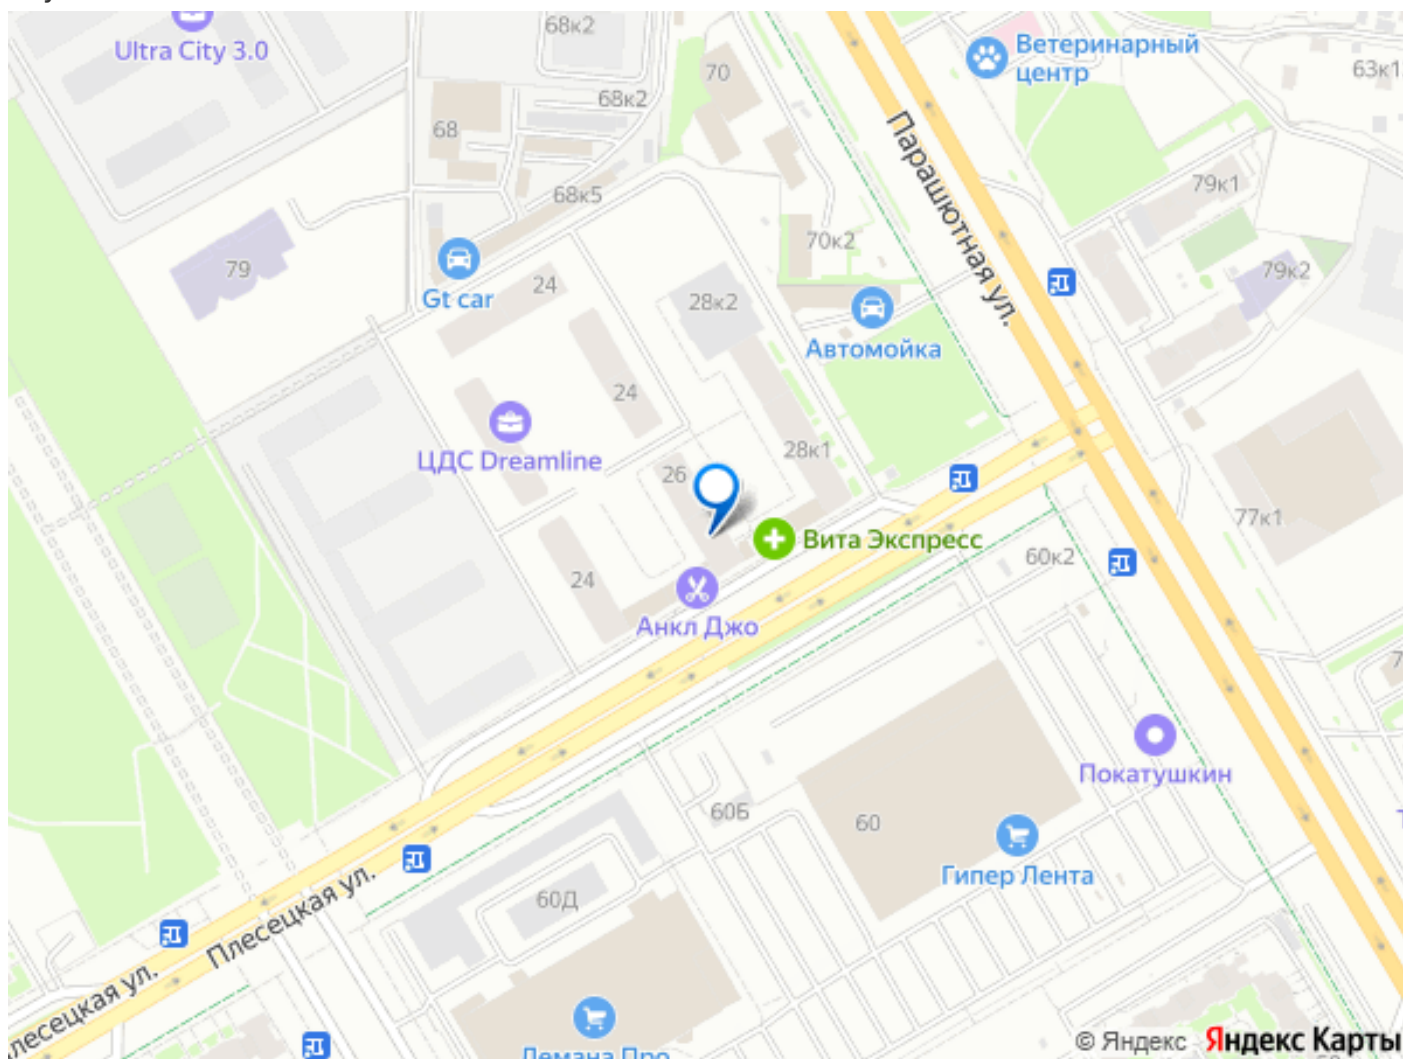 68к2
Ultra City 3.0
Ветеринарный
центр
63к1
70
68к2
68
Парашютная ул.
79к1
68к5
70к2
79
79к2
24
Gt car
28к2
Автомойка
24
ЦДС Dreamline
28к1
26
77к1
Вита Экспресс
60к2
24
Анкл Джо
Покатушкин
60Б
60
Гипер Лента
60Д
Плесецкая ул.
лесецкая ул.
Лемана Про
© Яндекс Яндекс Карты